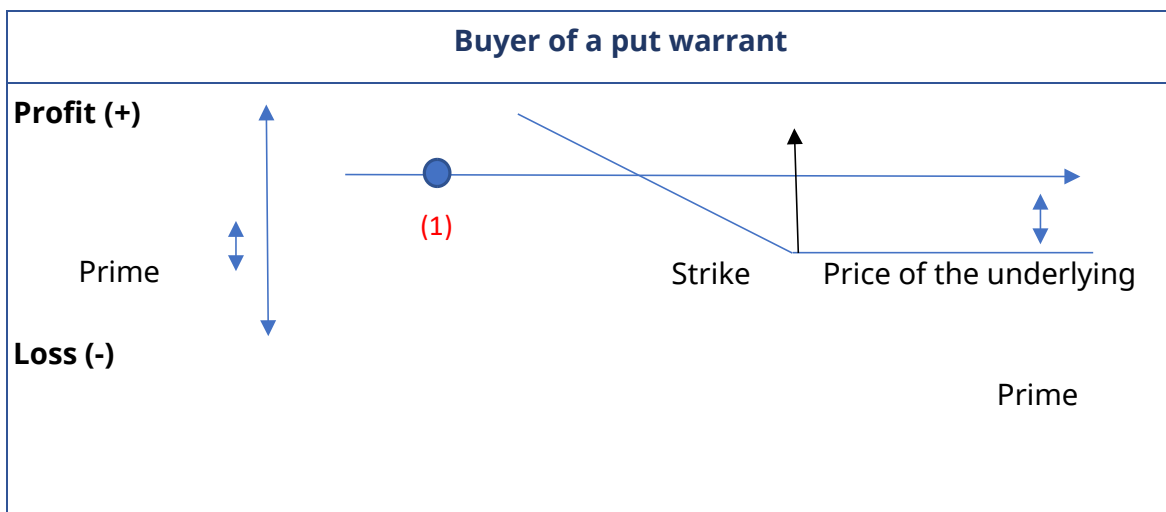 Buyer of a put warrant
Profit (+)
(1)
Prime
Strike
Price of the underlying
Loss (-)
Prime